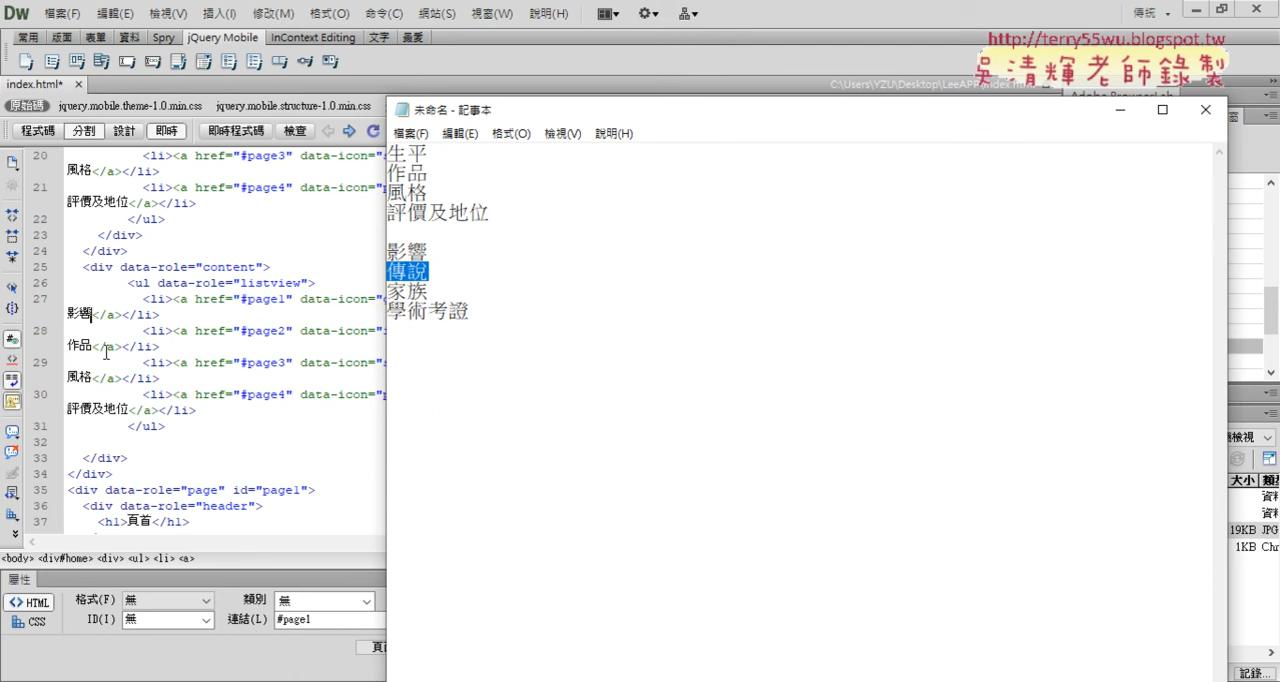 Dw 檔案(F) 編輯(E) 檢視(V) 插入(I) 修改(M) 格式(O) 命令(C) 網站(S) 視窗(W) 說明(H) 傳統
常用 版面 表單 資料 Spry jQuery Mobile InContext Editing 文字 最愛
http://terry55wu.blogspot.tw
吳清輝老師錄製
index.html*
C:\Users\YZU\Desktop\LeeAPP\index.html
原始碼 jquery.mobile.theme-1.0.min.css jquery.mobile.structure-1.0.min.css
Adobe BrowserLab
程式碼 分割 設計 即時 即時程式碼 檢查
未命名 - 記事本
檔案(F) 編輯(E) 格式(O) 檢視(V) 說明(H)
生平
作品
風格
評價及地位
影響
傳說
家族
學術考證
20 <li><a href="#page3" data-icon="s
風格</a></li>
21 <li><a href="#page4" data-icon="p
評價及地位</a></li>
22 </ul>
23 </div>
24 </div>
25 <div data-role="content">
26 <ul data-role="listview">
27 <li><a href="#page1" data-icon="
影響</a></li>
28 <li><a href="#page2" data-icon="i
作品</a></li>
29 <li><a href="#page3" data-icon="s
風格</a></li>
30 <li><a href="#page4" data-icon="p
評價及地位</a></li>
31 </ul>
32
33 </div>
34 </div>
35 <div data-role="page" id="page1">
36 <div data-role="header">
37 <h1>頁首</h1>
<body> <div#home> <div> <ul> <li> <a>
屬性
<> HTML 格式(F) 無 類別 無
CSS ID(I) 無 連結(L) #page1
檢視
大小
19KB JPG
1KB Chr
記錄...